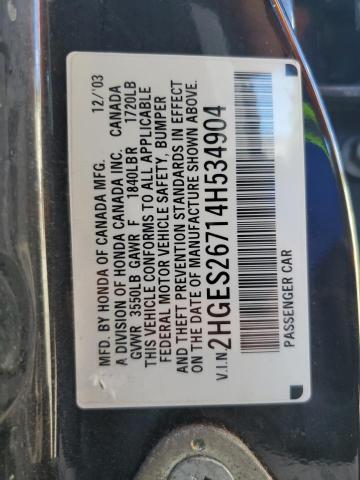 MFD. BY HONDA OF CANADA MFG. 12/'03
A DIVISION OF HONDA CANADA INC. CANADA
GVWR 3550LB GAWR F 1840LBR 1720LB
THIS VEHICLE CONFORMS TO ALL APPLICABLE
FEDERAL MOTOR VEHICLE SAFETY, BUMPER
AND THEFT PREVENTION STANDARDS IN EFFECT
ON THE DATE OF MANUFACTURE SHOWN ABOVE.
V.I.N. 2HGES26714H534904
PASSENGER CAR